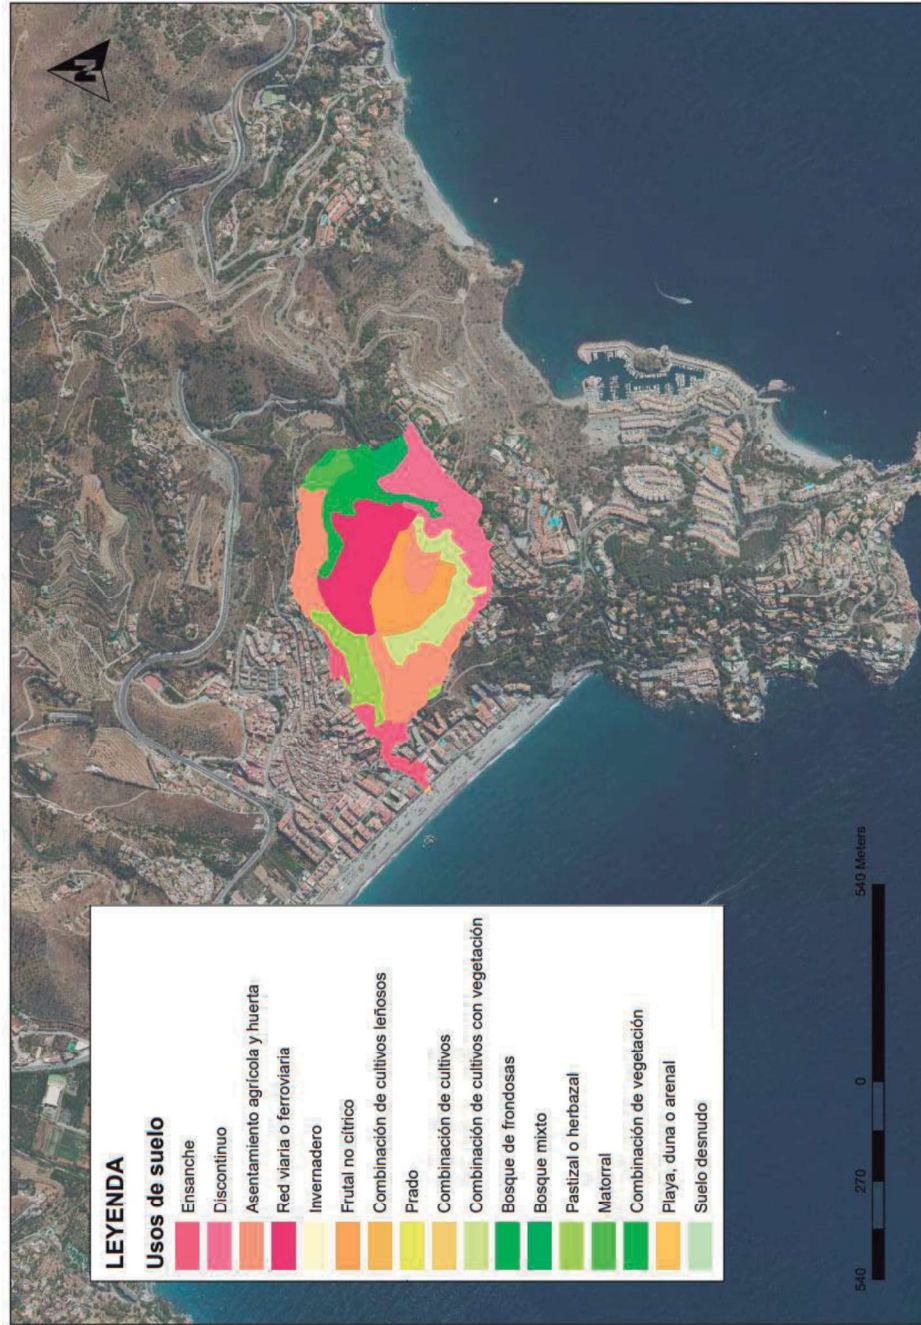 N
LEYENDA
Usos de suelo
Ensanche
Discontinuo
Asentamiento agrícola y huerta
Red viaria o ferroviaria
Invernadero
Frutal no cítrico
Combinación de cultivos leñosos
Prado
Combinación de cultivos
Combinación de cultivos con vegetación
Bosque de frondosas
Bosque mixto
Pastizal o herbazal
Matorral
Combinación de vegetación
Playa, duna o arenal
Suelo desnudo
540 270 0 540 Meters